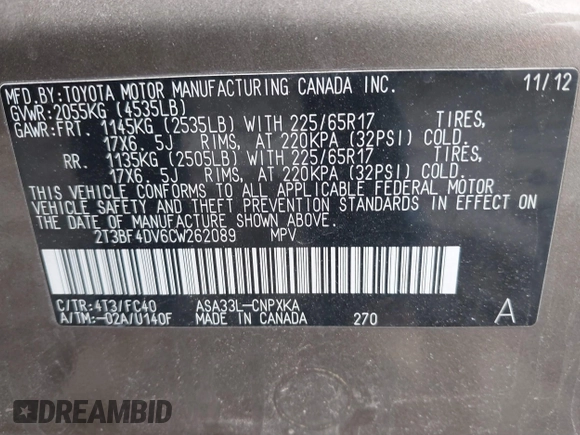 MFD.BY:TOYOTA MOTOR MANUFACTURING CANADA INC. 11/12
GVWR:2055KG (4535LB)
GAWR:FRT. 1145KG (2535LB) WITH 225/65R17 TIRES,
17X6. 5J RIMS, AT 220KPA (32PSI) COLD.
RR. 1135KG (2505LB) WITH 225/65R17 TIRES,
17X6. 5J RIMS, AT 220KPA (32PSI) COLD.
THIS VEHICLE CONFORMS TO ALL APPLICABLE FEDERAL MOTOR
VEHICLE SAFETY AND THEFT PREVENTION STANDARDS IN EFFECT ON
THE DATE OF MANUFACTURE SHOWN ABOVE.
2T3BF4DV6CW262089 MPV
C/TR:4T3/FC40 ASA33L-CNPXKA
A/TM:-02A/U140F MADE IN CANADA 270 A
DREAMBID